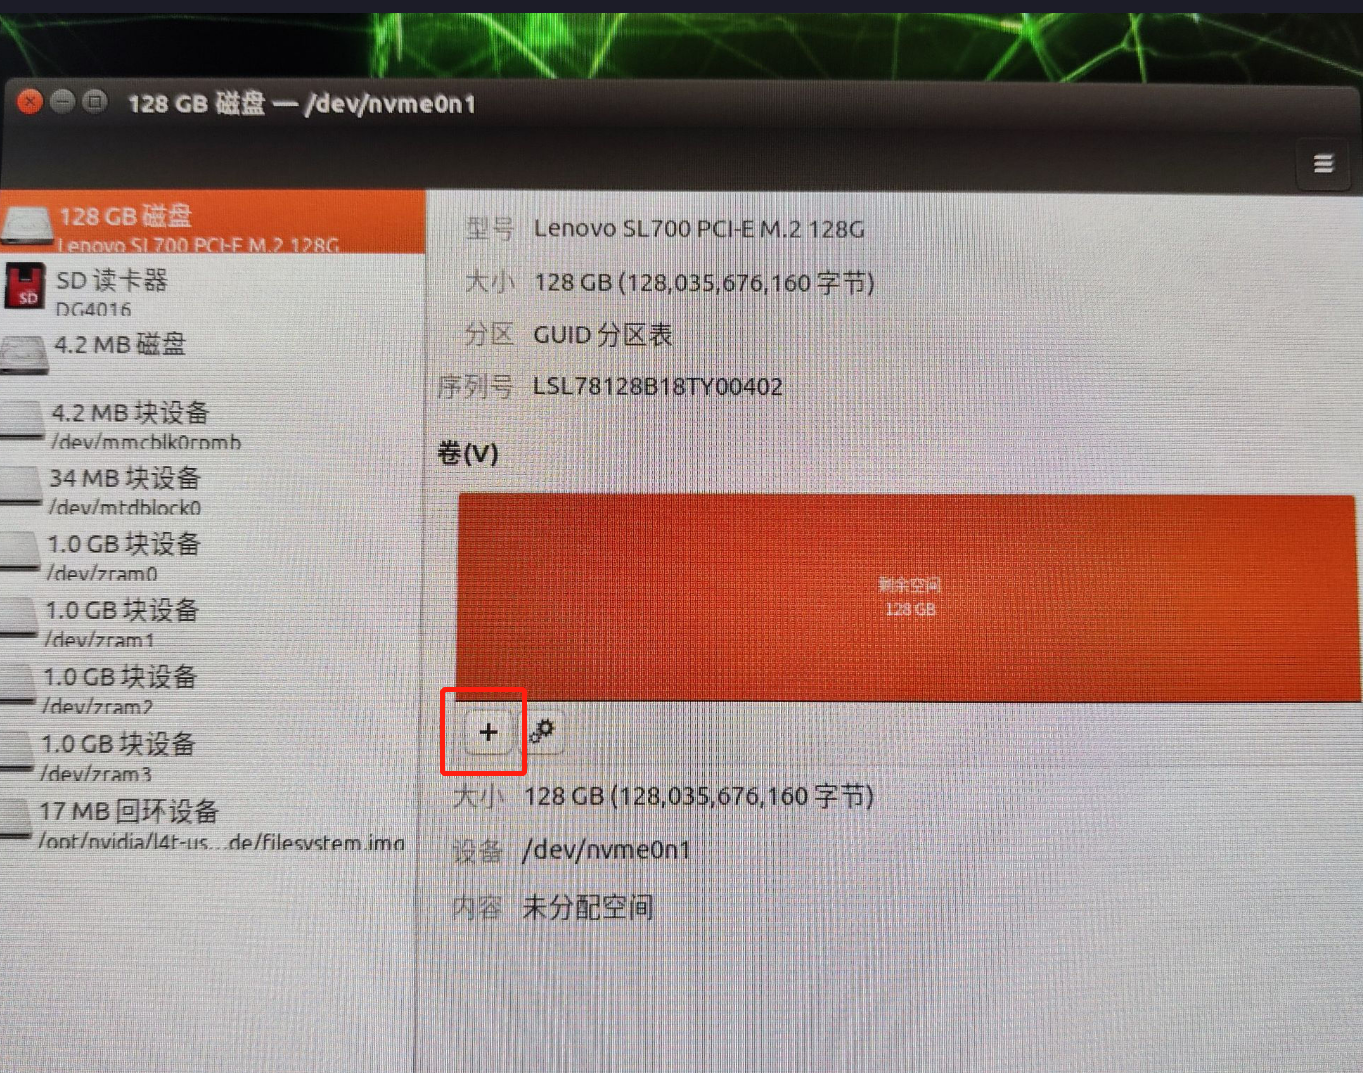 128 GB 磁盘 — /dev/nvme0n1
128 GB 磁盘
Lenovo SL700 PCI-E M.2 128G
SD 读卡器
DG4016
4.2 MB 磁盘
4.2 MB 块设备
/dev/mmcblk0rpmb
34 MB 块设备
/dev/mtdblock0
1.0 GB 块设备
/dev/zram0
1.0 GB 块设备
/dev/zram1
1.0 GB 块设备
/dev/zram2
1.0 GB 块设备
/dev/zram3
17 MB 回环设备
/opt/nvidia/l4t-us...de/filesystem.img
型号 Lenovo SL700 PCI-E M.2 128G
大小 128 GB (128,035,676,160 字节)
分区 GUID 分区表
序列号 LSL78128B18TY00402
卷(V)
剩余空间
128 GB
大小 128 GB (128,035,676,160 字节)
设备 /dev/nvme0n1
内容 未分配空间
SD